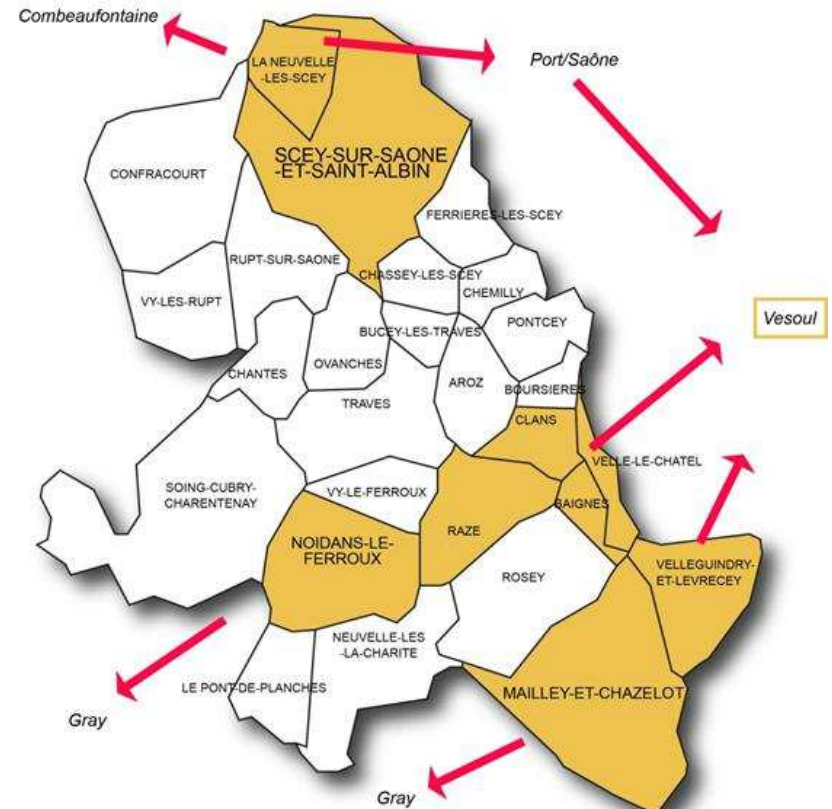 Combeaufontaine
LA NEUVELLE
-LES-SCEY
Port/Saône
SCEY-SUR-SAONE
-ET-SAINT-ALBIN
CONFRACOURT
FERRIERES-LES-SCEY
RUPT-SUR-SAONE
CHASSEY-LES-SCEY
CHEMILLY
VY-LES-RUPT
PONTCEY
Vesoul
BUCEY-LES-TRAVES
OVANCHES
CHANTES
AROZ
BOURSIERES
TRAVES
CLANS
VELLE-LE-CHATEL
SOING-CUBRY-
CHARENTENAY
VY-LE-FERROUX
BAIGNES
RAZE
NOIDANS-LE-
FERROUX
VELLEGUINDRY-
ET-LEVRECEY
ROSEY
NEUVELLE-LES
-LA-CHARITE
LE PONT-DE-PLANCHES
MAILLEY-ET-CHAZELOT
Gray
Gray